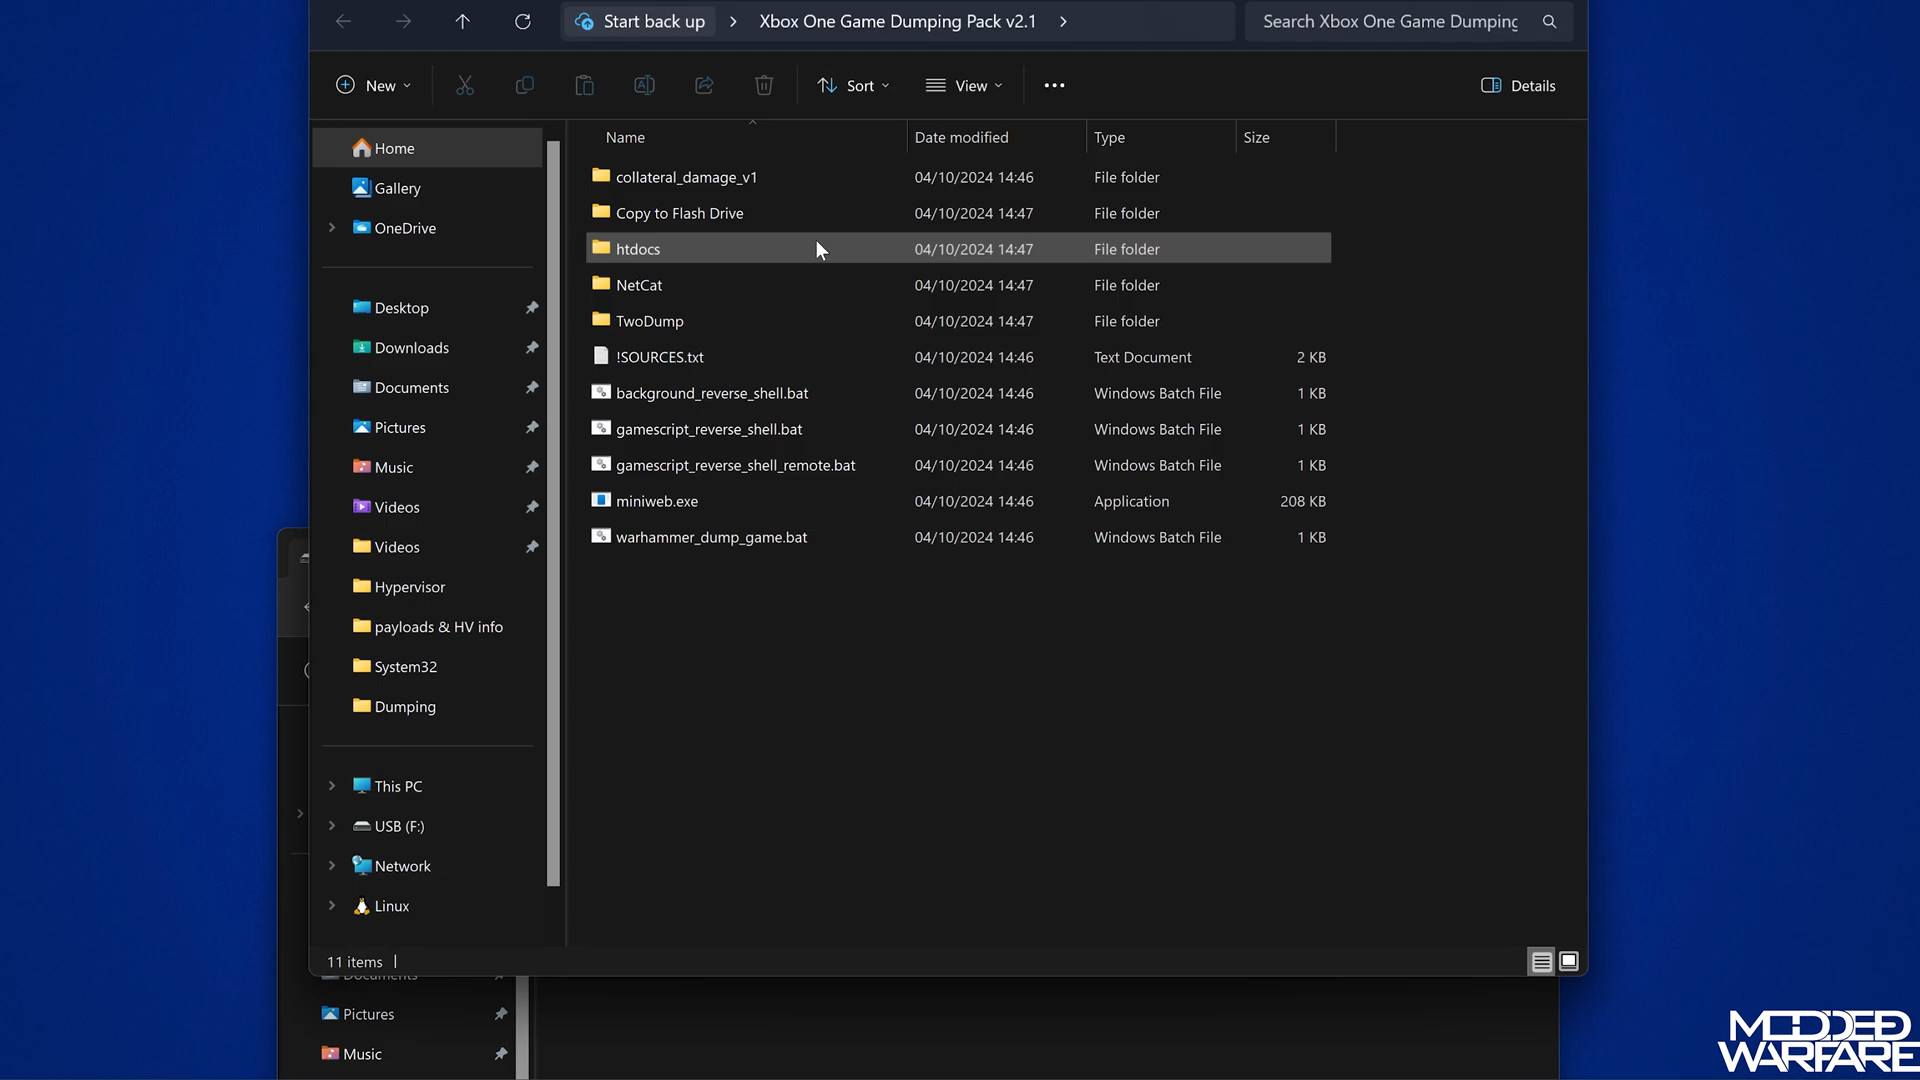 Start back up
Xbox One Game Dumping Pack v2.1
Search Xbox One Game Dumping
New
Sort
View
Details
Name
Date modified
Type
Size
Home
Gallery
OneDrive
Desktop
Downloads
Documents
Pictures
Music
Videos
Videos
Hypervisor
payloads & HV info
System32
Dumping
This PC
USB (F:)
Network
Linux
collateral_damage_v1 04/10/2024 14:46 File folder
Copy to Flash Drive 04/10/2024 14:47 File folder
htdocs 04/10/2024 14:47 File folder
NetCat 04/10/2024 14:47 File folder
TwoDump 04/10/2024 14:47 File folder
!SOURCES.txt 04/10/2024 14:46 Text Document 2 KB
background_reverse_shell.bat 04/10/2024 14:46 Windows Batch File 1 KB
gamescript_reverse_shell.bat 04/10/2024 14:46 Windows Batch File 1 KB
gamescript_reverse_shell_remote.bat 04/10/2024 14:46 Windows Batch File 1 KB
miniweb.exe 04/10/2024 14:46 Application 208 KB
warhammer_dump_game.bat 04/10/2024 14:46 Windows Batch File 1 KB
11 items
Documents
Pictures
Music
MODDED
WARFARE